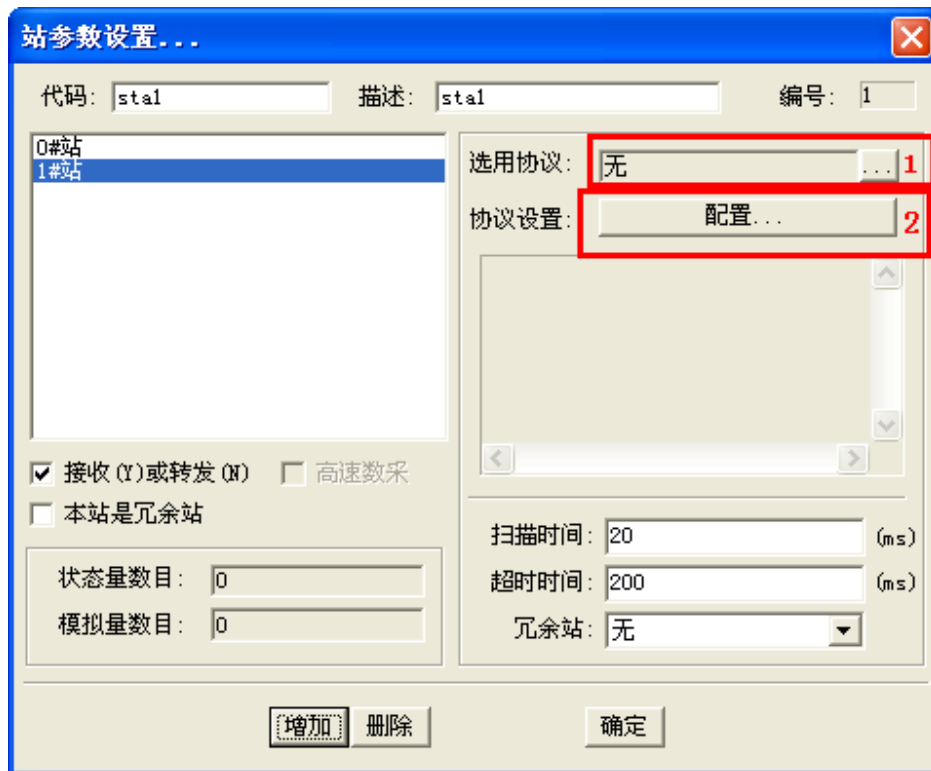 站参数设置...
代码: sta1 描述: sta1 编号: 1
0#站
1#站
选用协议: 无 ... 1
协议设置: 配置... 2
接收(Y)或转发(N) 高速数采
本站是冗余站
扫描时间: 20 (ms)
状态量数目: 0
超时时间: 200 (ms)
模拟量数目: 0
冗余站: 无
增加 删除 确定